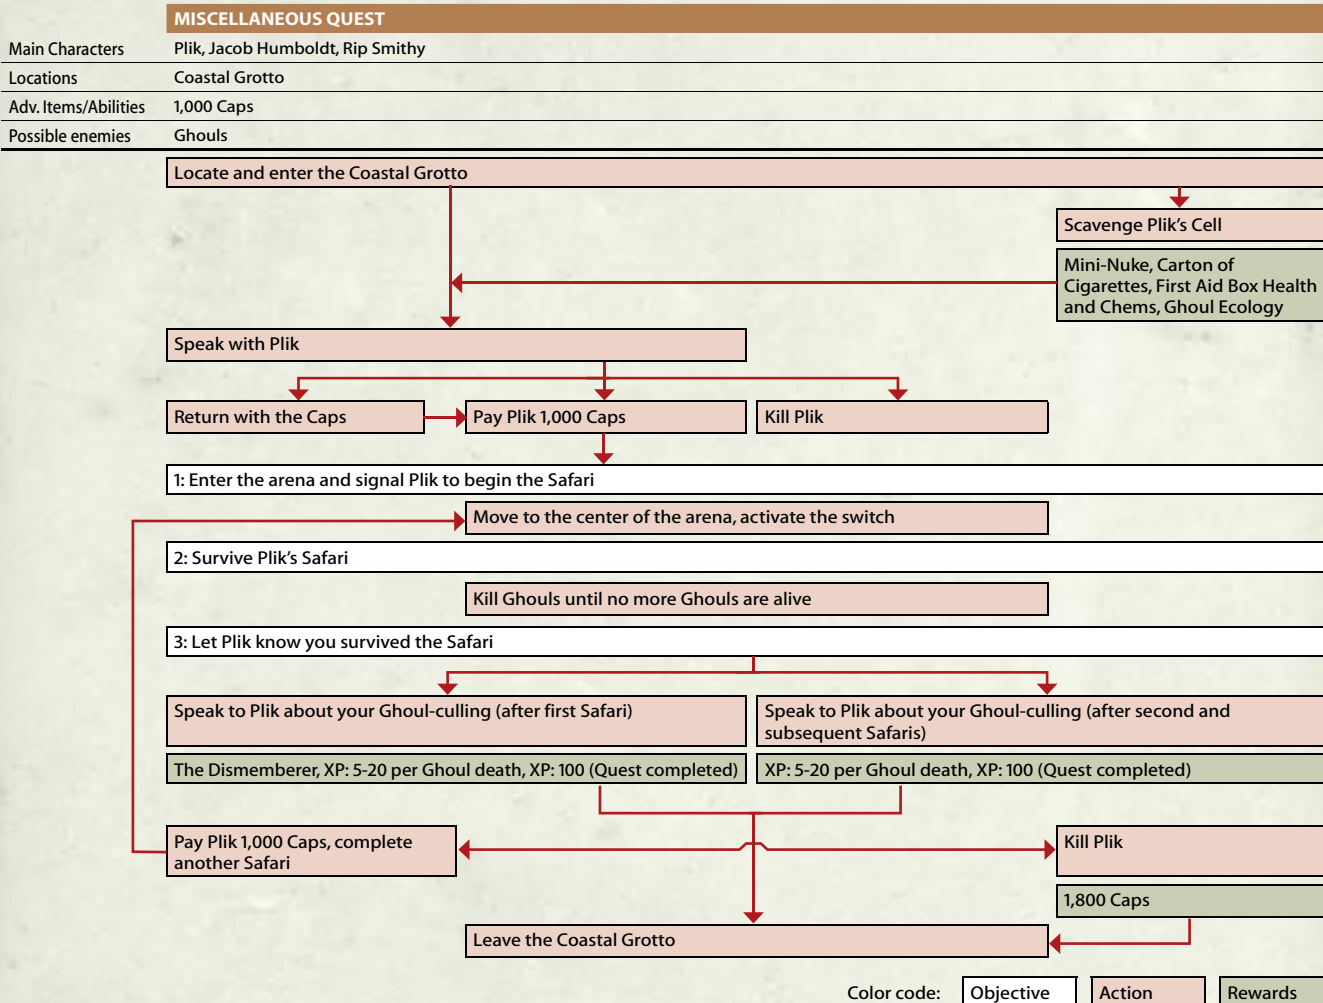 MISCELLANEOUS QUEST
Main Characters Plik, Jacob Humboldt, Rip Smithy
Locations Coastal Grotto
Adv. Items/Abilities 1,000 Caps
Possible enemies Ghouls
Locate and enter the Coastal Grotto
Scavenge Plik's Cell
Mini-Nuke, Carton of
Cigarettes, First Aid Box Health
and Chems, Ghoul Ecology
Speak with Plik
Return with the Caps
Pay Plik 1,000 Caps
Kill Plik
1: Enter the arena and signal Plik to begin the Safari
Move to the center of the arena, activate the switch
2: Survive Plik's Safari
Kill Ghouls until no more Ghouls are alive
3: Let Plik know you survived the Safari
Speak to Plik about your Ghoul-culling (after first Safari)
Speak to Plik about your Ghoul-culling (after second and
subsequent Safaris)
The Dismemberer, XP: 5-20 per Ghoul death, XP: 100 (Quest completed)
XP: 5-20 per Ghoul death, XP: 100 (Quest completed)
Pay Plik 1,000 Caps, complete
another Safari
Kill Plik
1,800 Caps
Leave the Coastal Grotto
Color code: Objective Action Rewards